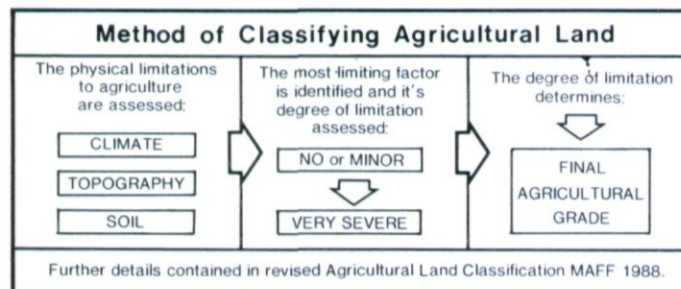 Method of Classifying Agricultural Land
The physical limitations
to agriculture
are assessed:
CLIMATE
TOPOGRAPHY
SOIL
The most limiting factor
is identified and it's
degree of limitation
assessed:
NO or MINOR
VERY SEVERE
The degree of limitation
determines:
FINAL
AGRICULTURAL
GRADE
Further details contained in revised Agricultural Land Classification MAFF 1988.